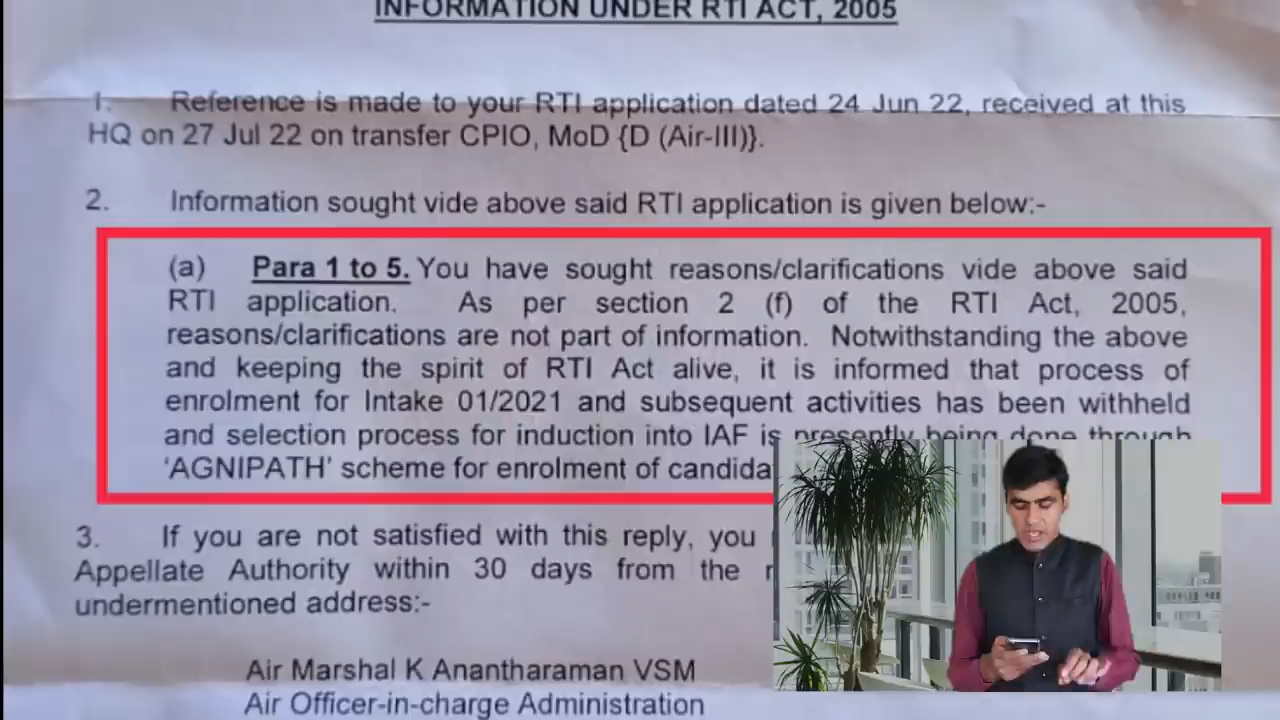 INFORMATION UNDER RTI ACT, 2005
1. Reference is made to your RTI application dated 24 Jun 22, received at this
HQ on 27 Jul 22 on transfer CPIO, MoD {D (Air-III)}.
2. Information sought vide above said RTI application is given below:-
(a) Para 1 to 5. You have sought reasons/clarifications vide above said
RTI application. As per section 2 (f) of the RTI Act, 2005,
reasons/clarifications are not part of information. Notwithstanding the above
and keeping the spirit of RTI Act alive, it is informed that process of
enrolment for Intake 01/2021 and subsequent activities has been withheld
and selection process for induction into IAF is presently being done through
'AGNIPATH' scheme for enrolment of
3. If you are not satisfied with this reply, you
Appellate Authority within 30 days from the
undermentioned address:-
Air Marshal K Anantharaman VSM
Air Officer-in-charge Administration